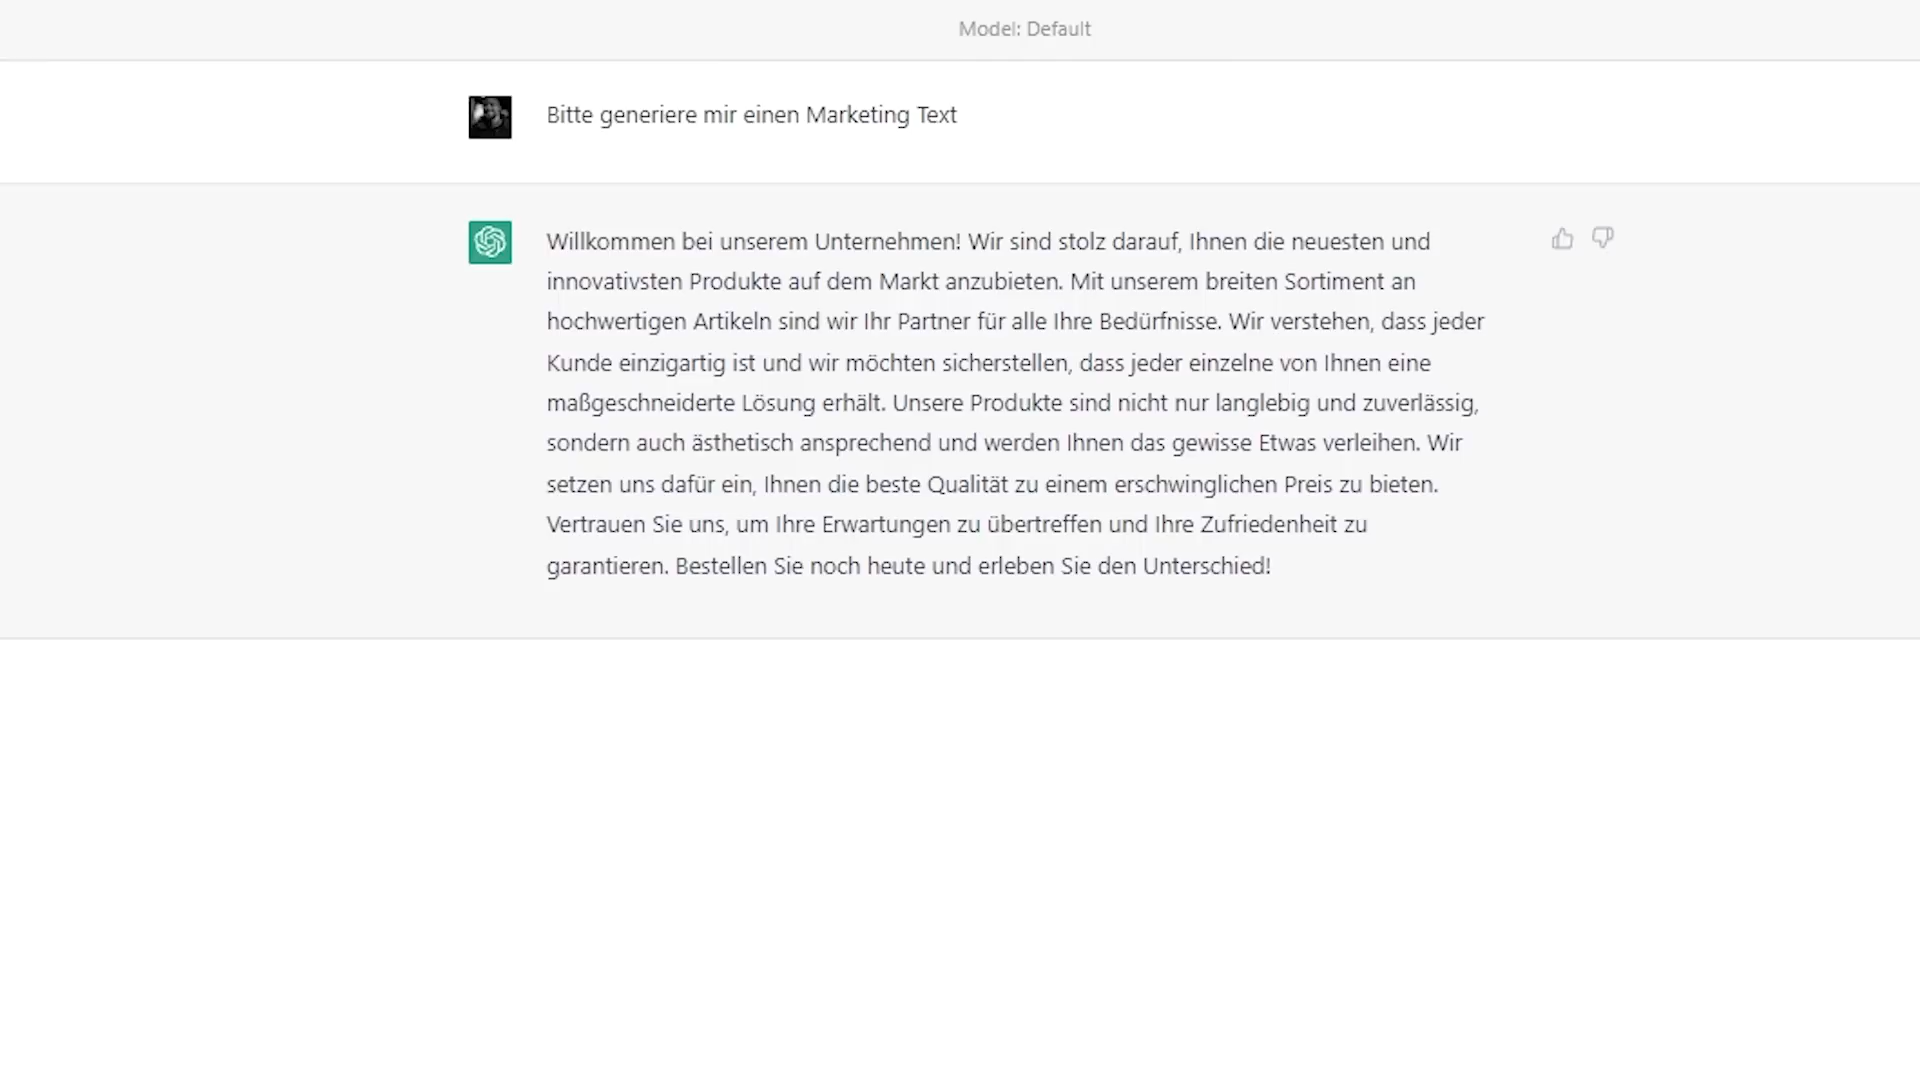 Model: Default
Bitte generiere mir einen Marketing Text
Willkommen bei unserem Unternehmen! Wir sind stolz darauf, Ihnen die neuesten und
innovativsten Produkte auf dem Markt anzubieten. Mit unserem breiten Sortiment an
hochwertigen Artikeln sind wir Ihr Partner für alle Ihre Bedürfnisse. Wir verstehen, dass jeder
Kunde einzigartig ist und wir möchten sicherstellen, dass jeder einzelne von Ihnen eine
maßgeschneiderte Lösung erhält. Unsere Produkte sind nicht nur langlebig und zuverlässig,
sondern auch ästhetisch ansprechend und werden Ihnen das gewisse Etwas verleihen. Wir
setzen uns dafür ein, Ihnen die beste Qualität zu einem erschwinglichen Preis zu bieten.
Vertrauen Sie uns, um Ihre Erwartungen zu übertreffen und Ihre Zufriedenheit zu
garantieren. Bestellen Sie noch heute und erleben Sie den Unterschied!